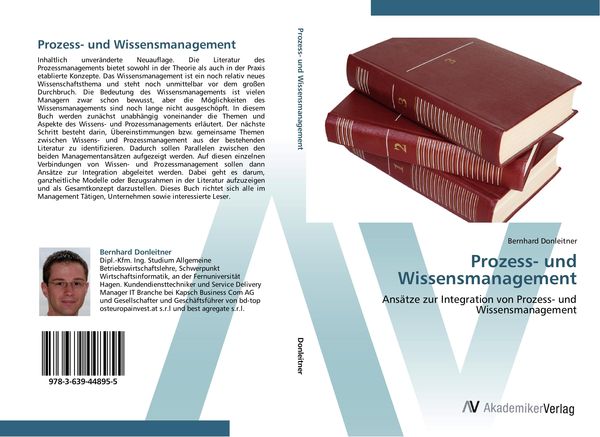 Prozess- und Wissensmanagement
Inhaltlich unveränderte Neuauflage. Die Literatur des
Prozessmanagements bietet sowohl in der Theorie als auch in der Praxis
etablierte Konzepte. Das Wissensmanagement ist ein noch relativ neues
Wissenschaftsthema und steht noch unmittelbar vor dem großen
Durchbruch. Die Bedeutung des Wissensmanagements ist vielen
Managern zwar schon bewusst, aber die Möglichkeiten des
Wissensmanagements sind noch lange nicht ausgeschöpft. In diesem
Buch werden zunächst unabhängig voneinander die Themen und
Aspekte des Wissens- und Prozessmanagements erläutert. Der nächste
Schritt besteht darin, Übereinstimmungen bzw. gemeinsame Themen
zwischen Wissens- und Prozessmanagement aus der bestehenden
Literatur zu identifizieren. Dadurch sollen Parallelen zwischen den
beiden Managementansätzen aufgezeigt werden. Auf diesen einzelnen
Verbindungen von Wissen- und Prozessmanagement sollen dann
Ansätze zur Integration abgeleitet werden. Dabei geht es darum,
ganzheitliche Modelle oder Bezugsrahmen in der Literatur aufzuzeigen
und als Gesamtkonzept darzustellen. Dieses Buch richtet sich alle im
Management Tätigen, Unternehmen sowie interessierte Leser.
Bernhard Donleitner
Dipl.-Kfm. Ing. Studium Allgemeine
Betriebswirtschaftslehre, Schwerpunkt
Wirtschaftsinformatik, an der Fernuniversität
Hagen. Kundendiensttechniker und Service Delivery
Manager IT Branche bei Kapsch Business Com AG
und Gesellschafter und Geschäftsführer von bd-top
osteuropainvest.at s.r.l und best agregate s.r.l.
978-3-639-44895-5
Prozess- und Wissensmanagement
Donleitner
3
2
1
Bernhard Donleitner
Prozess- und
Wissensmanagement
Ansätze zur Integration von Prozess- und
Wissensmanagement
AV AkademikerVerlag